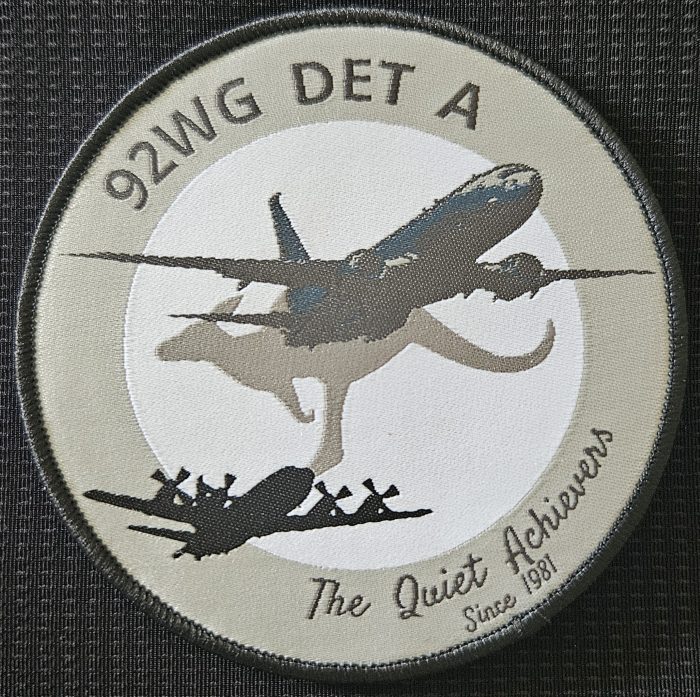 92WG DET A
The Quiet Achievers
Since 1981